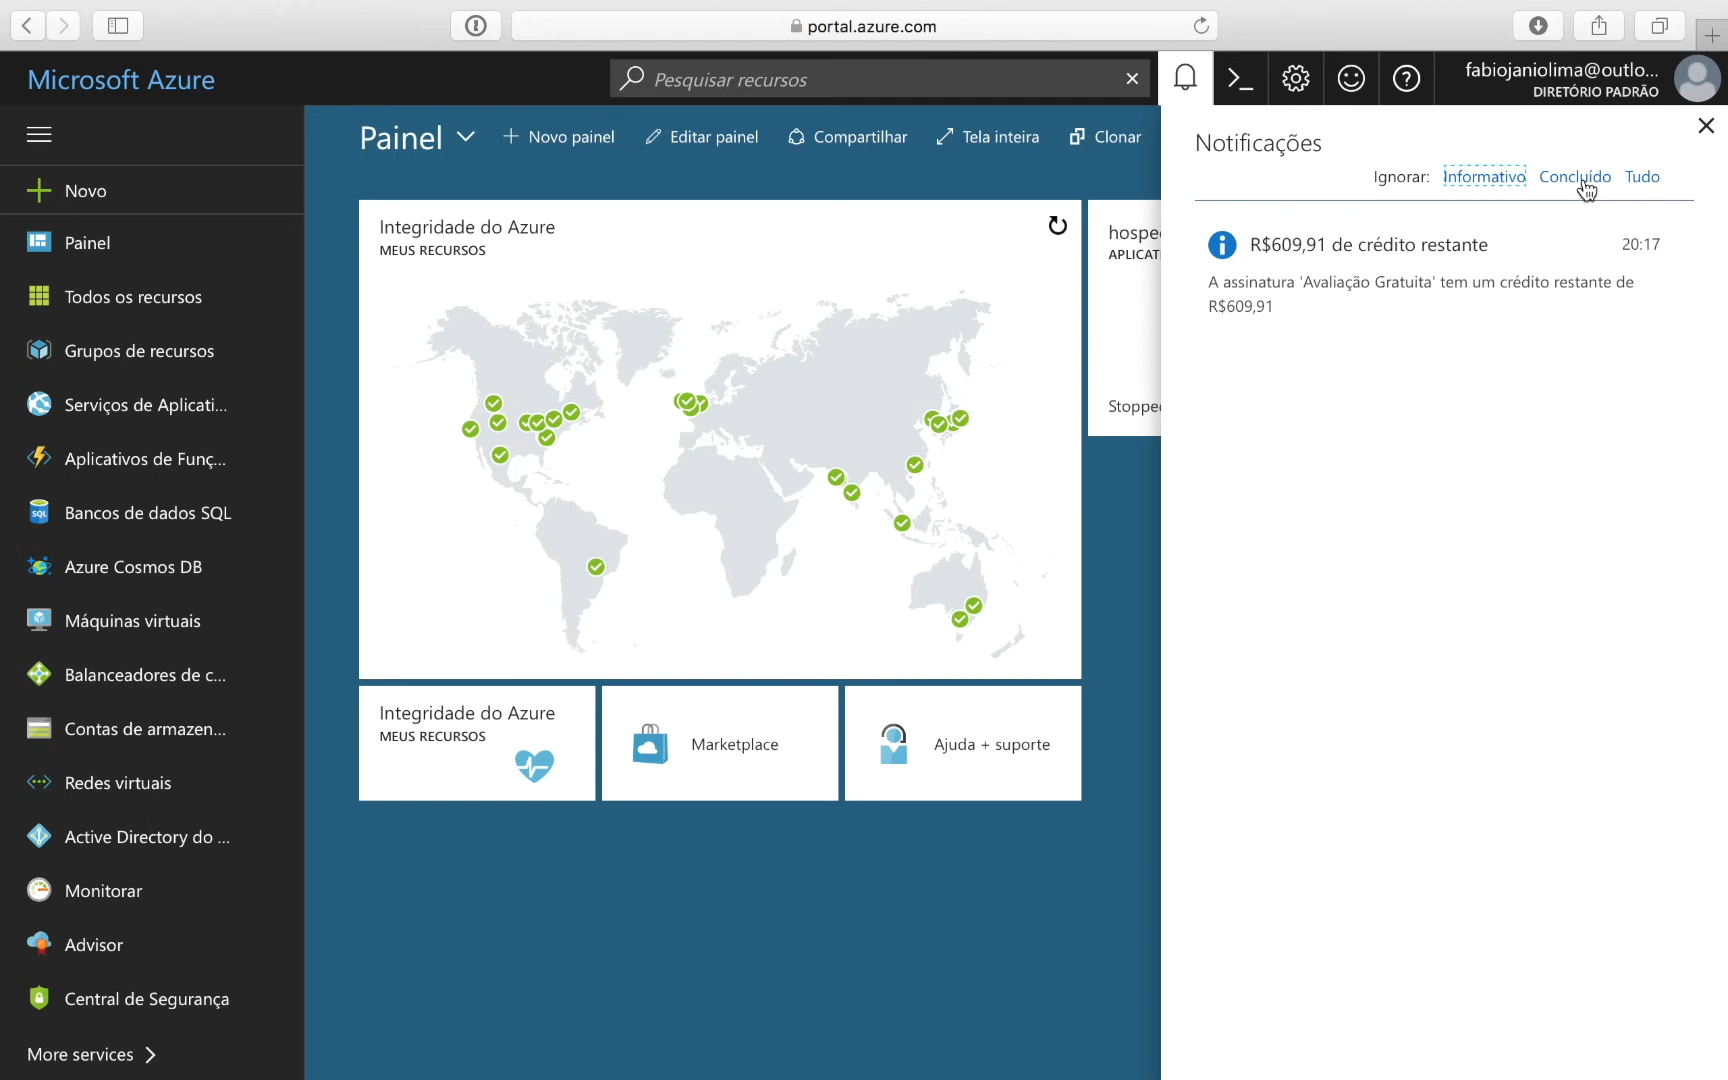 portal.azure.com
Microsoft Azure
Pesquisar recursos
fabiojaniolima@outlo...
DIRETÓRIO PADRÃO
Novo
Painel
Todos os recursos
Grupos de recursos
Serviços de Aplicati...
Aplicativos de Funç...
SQL
Bancos de dados SQL
Azure Cosmos DB
Máquinas virtuais
Balanceadores de c...
Contas de armazen...
Redes virtuais
Active Directory do ...
Monitorar
Advisor
Central de Segurança
More services
Painel
Novo painel
Editar painel
Compartilhar
Tela inteira
Clonar
Integridade do Azure
MEUS RECURSOS
hospe
APLICAT
Stoppe
Integridade do Azure
MEUS RECURSOS
Marketplace
Ajuda + suporte
Notificações
Ignorar: Informativo Concluído Tudo
R$609,91 de crédito restante 20:17
A assinatura 'Avaliação Gratuita' tem um crédito restante de
R$609,91